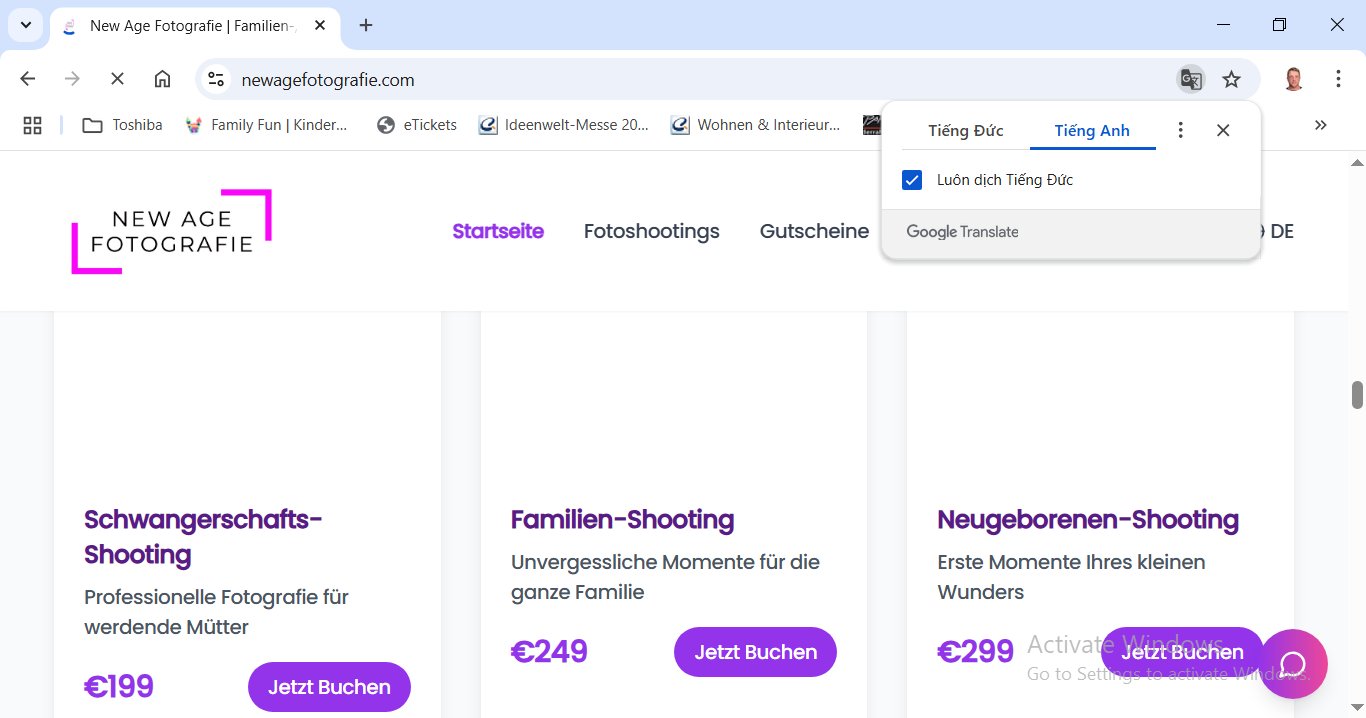 New Age Fotografie | Familien-,
newagefotografie.com
Toshiba
Family Fun | Kinder...
eTickets
Ideenwelt-Messe 20...
Wohnen & Interieur...
Tiếng Đức
Tiếng Anh
Luôn dịch Tiếng Đức
Google Translate
NEW AGE
FOTOGRAFIE
Startseite
Fotoshootings
Gutscheine
DE
Schwangerschafts-
Shooting
Professionelle Fotografie für
werdende Mütter
€199
Jetzt Buchen
Familien-Shooting
Unvergessliche Momente für die
ganze Familie
€249
Jetzt Buchen
Neugeborenen-Shooting
Erste Momente Ihres kleinen
Wunders
€299
Jetzt Buchen
Activate Windows
Go to Settings to activate Windows.